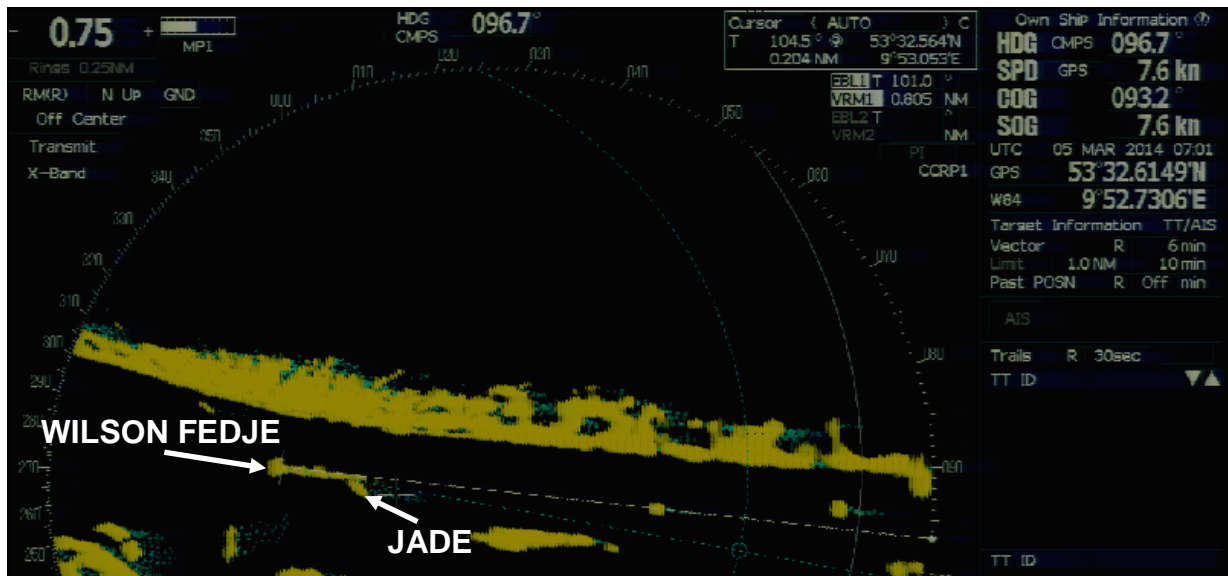 - 0.75 +
MP1
Rings 0.25NM
RM(R) N UP GND
Off Center
Transmit
X-Band
HDG 096.7°
CMPS
Cursor ( AUTO ) C
T 104.5° 53°32.564'N
0.204 NM 9°53.053'E
EBL1 T 101.0 °
VRM1 0.805 NM
EBL2 T °
VRM2 NM
PI
CCRP1
Own Ship Information
HDG CMPS 096.7°
SPD GPS 7.6 kn
COG 093.2°
SOG 7.6 kn
UTC 05 MAR 2014 07:01
GPS 53°32.6149'N
W84 9°52.7306'E
Target Information TT/AIS
Vector R 6 min
Limit 1.0 NM 10 min
Past POSN R Off min
AIS
Trails R 30sec
TT ID
TT ID
250
260
270
280
290
300
310
320
330
340
350
000
010
020
030
040
050
060
070
080
090
WILSON FEDJE
JADE